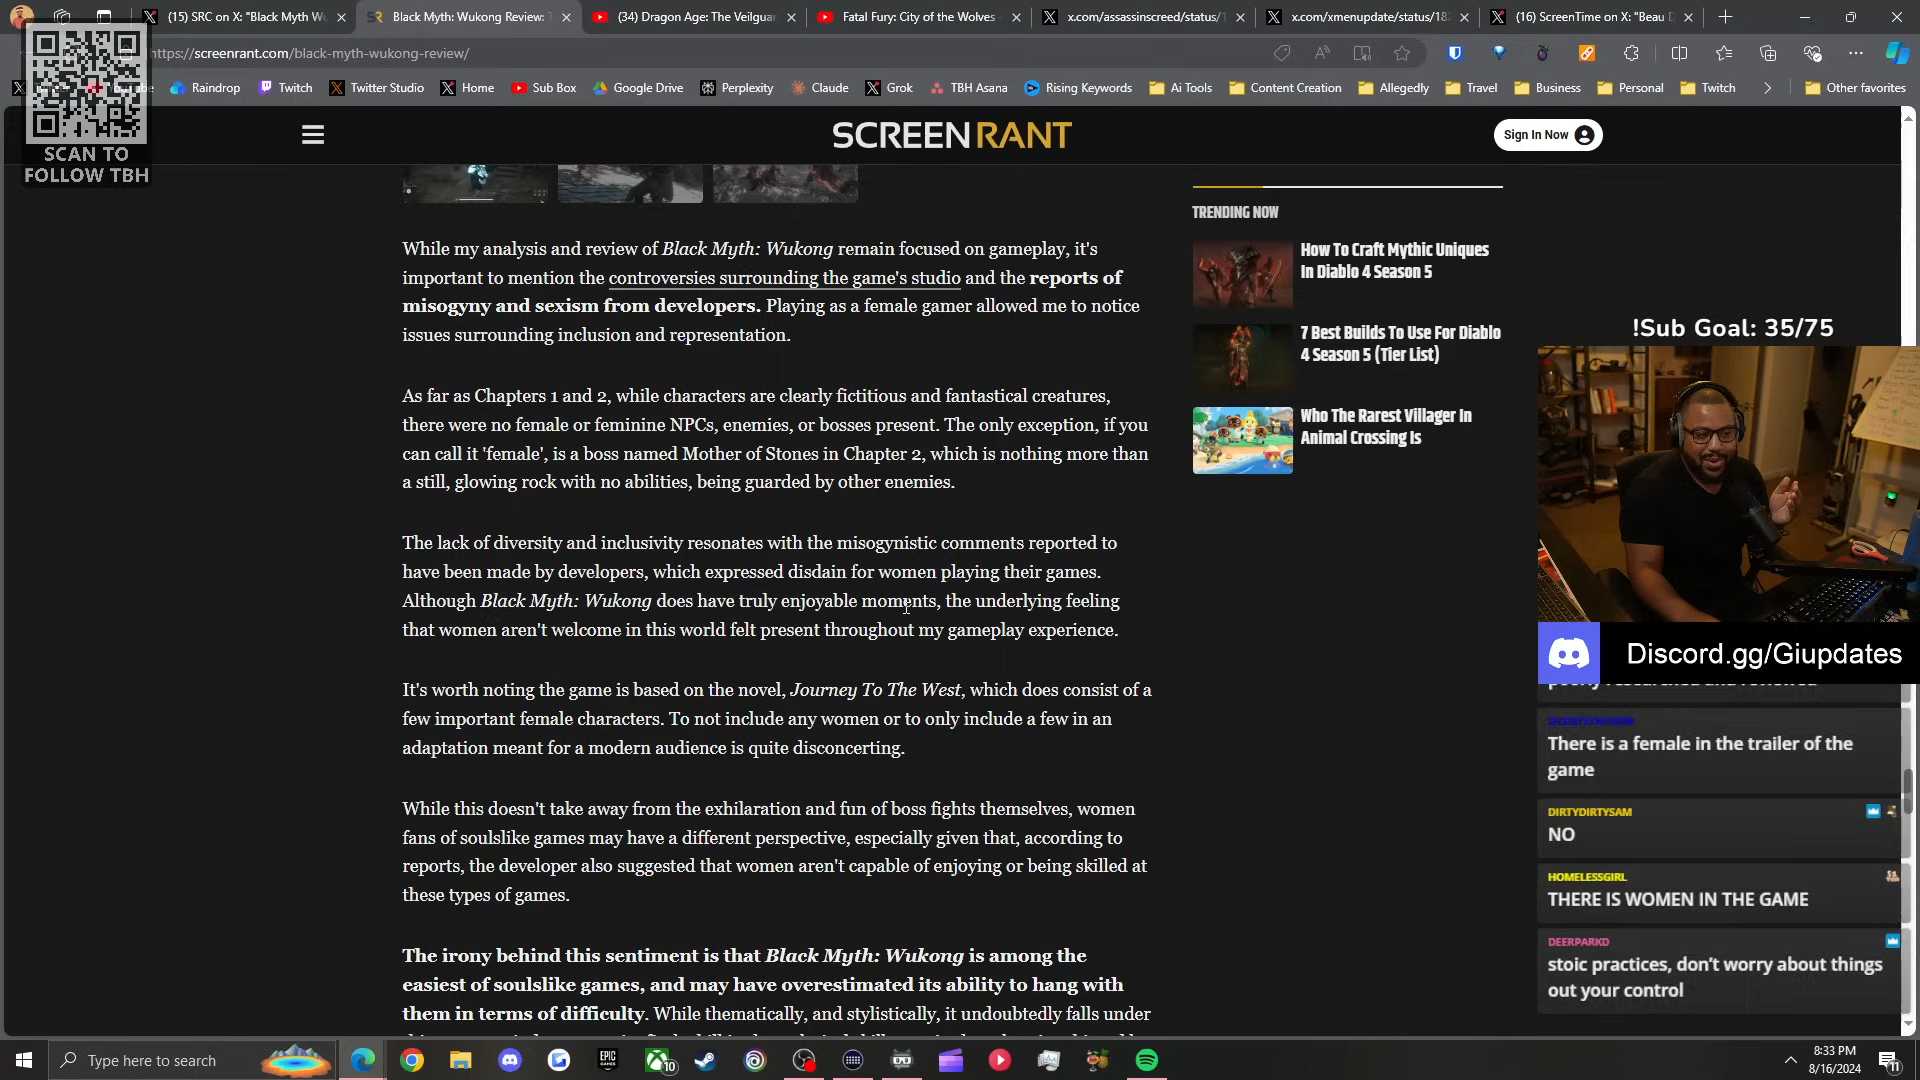 (15) SRC on X: "Black Myth Wu
Black Myth: Wukong Review: T
(34) Dragon Age: The Veilguar
Fatal Fury: City of the Wolves -
x.com/assassinscreed/status/1
x.com/xmenupdate/status/182
(16) ScreenTime on X: "Beau D
https://screenrant.com/black-myth-wukong-review/
Raindrop
Twitch
Twitter Studio
Home
Sub Box
Google Drive
Perplexity
Claude
Grok
TBH Asana
Rising Keywords
Ai Tools
Content Creation
Allegedly
Travel
Business
Personal
Twitch
Other favorites
SCAN TO
FOLLOW TBH
SCREENRANT
Sign In Now
While my analysis and review of Black Myth: Wukong remain focused on gameplay, it's
important to mention the controversies surrounding the game's studio and the reports of
misogyny and sexism from developers. Playing as a female gamer allowed me to notice
issues surrounding inclusion and representation.
As far as Chapters 1 and 2, while characters are clearly fictitious and fantastical creatures,
there were no female or feminine NPCs, enemies, or bosses present. The only exception, if you
can call it 'female', is a boss named Mother of Stones in Chapter 2, which is nothing more than
a still, glowing rock with no abilities, being guarded by other enemies.
The lack of diversity and inclusivity resonates with the misogynistic comments reported to
have been made by developers, which expressed disdain for women playing their games.
Although Black Myth: Wukong does have truly enjoyable moments, the underlying feeling
that women aren't welcome in this world felt present throughout my gameplay experience.
It's worth noting the game is based on the novel, Journey To The West, which does consist of a
few important female characters. To not include any women or to only include a few in an
adaptation meant for a modern audience is quite disconcerting.
While this doesn't take away from the exhilaration and fun of boss fights themselves, women
fans of soulslike games may have a different perspective, especially given that, according to
reports, the developer also suggested that women aren't capable of enjoying or being skilled at
these types of games.
The irony behind this sentiment is that Black Myth: Wukong is among the
easiest of soulslike games, and may have overestimated its ability to hang with
them in terms of difficulty. While thematically, and stylistically, it undoubtedly falls under
TRENDING NOW
How To Craft Mythic Uniques
In Diablo 4 Season 5
7 Best Builds To Use For Diablo
4 Season 5 (Tier List)
Who The Rarest Villager In
Animal Crossing Is
!Sub Goal: 35/75
Discord.gg/Giupdates
There is a female in the trailer of the
game
DIRTYDIRTYSAM
NO
HOMELESSGIRL
THERE IS WOMEN IN THE GAME
DEERPARKD
stoic practices, don't worry about things
out your control
Type here to search
EPIC
GAMES
10
8:33 PM
8/16/2024
11